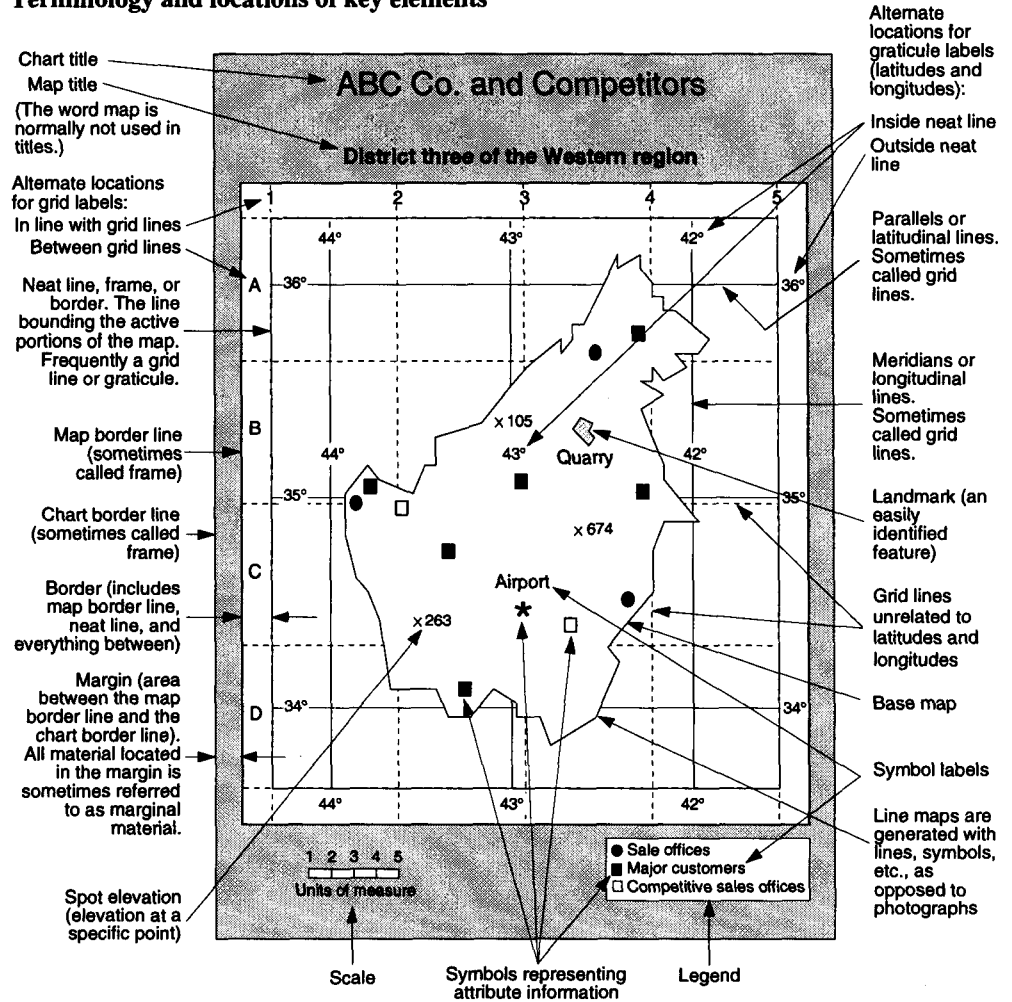 Terminology and locations of key elements
Chart title
Map title
(The word map is
normally not used in
titles.)
Alternate locations
for grid labels:
In line with grid lines
Between grid lines
Neat line, frame, or
border. The line
bounding the active
portions of the map.
Frequently a grid
line or graticule.
Map border line
(sometimes
called frame)
Chart border line
(sometimes called
frame)
Border (includes
map border line,
neat line, and
everything between)
Margin (area
between the map
border line and the
chart border line).
All material located
in the margin is
sometimes referred
to as marginal
material.
Spot elevation
(elevation at a
specific point)
ABC Co. and Competitors
District three of the Western region
1 2 3 4 5
44° 43° 42°
A 36° 36°
B x 105
Quarry
44° 43° 42°
35° 35°
x 674
C
Airport
x 263
D 34° 34°
44° 43° 42°
1 2 3 4 5
Units of measure
Sale offices
Major customers
Competitive sales offices
Scale
Symbols representing
attribute information
Legend
Alternate
locations for
graticule labels
(latitudes and
longitudes):
Inside neat line
Outside neat
line
Parallels or
latitudinal lines.
Sometimes
called grid
lines.
Meridians or
longitudinal
lines.
Sometimes
called grid
lines.
Landmark (an
easily
identified
feature)
Grid lines
unrelated to
latitudes and
longitudes
Base map
Symbol labels
Line maps are
generated with
lines, symbols,
etc., as
opposed to
photographs